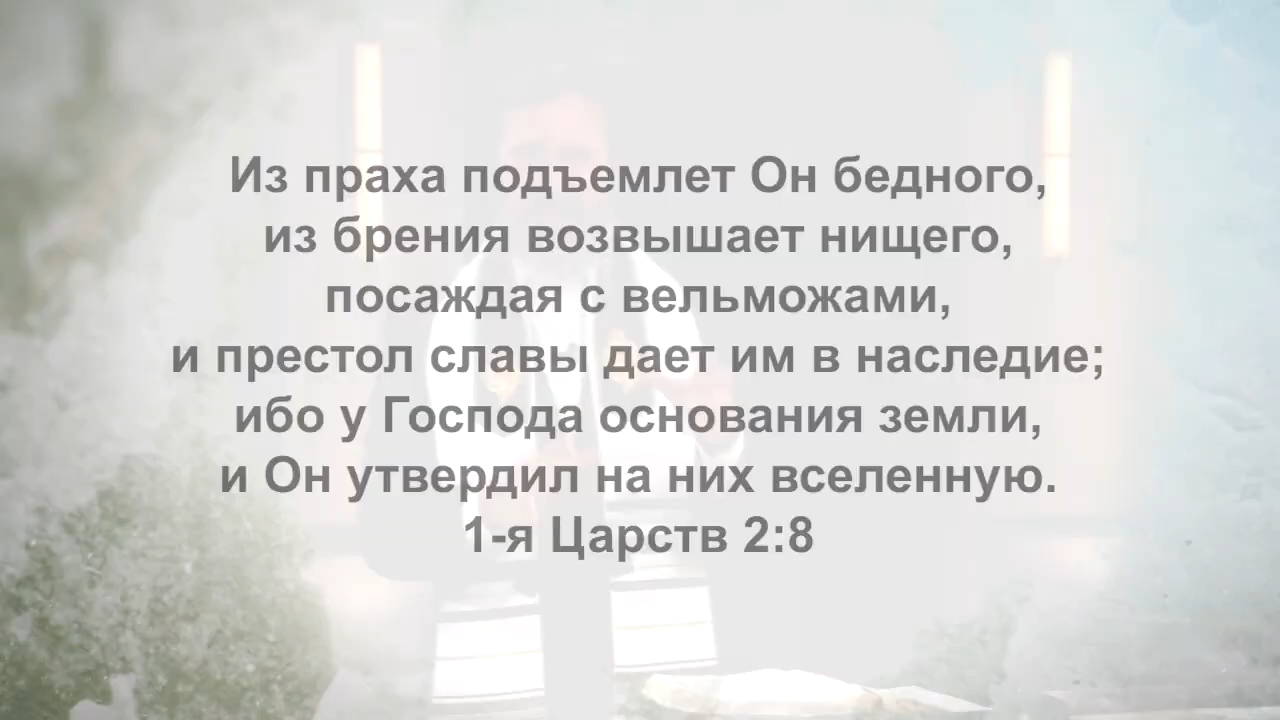 Из праха подъемлет Он бедного,
из брения возвышает нищего,
посаждая с вельможами,
и престол славы дает им в наследие;
ибо у Господа основания земли,
и Он утвердил на них вселенную.
1-я Царств 2:8